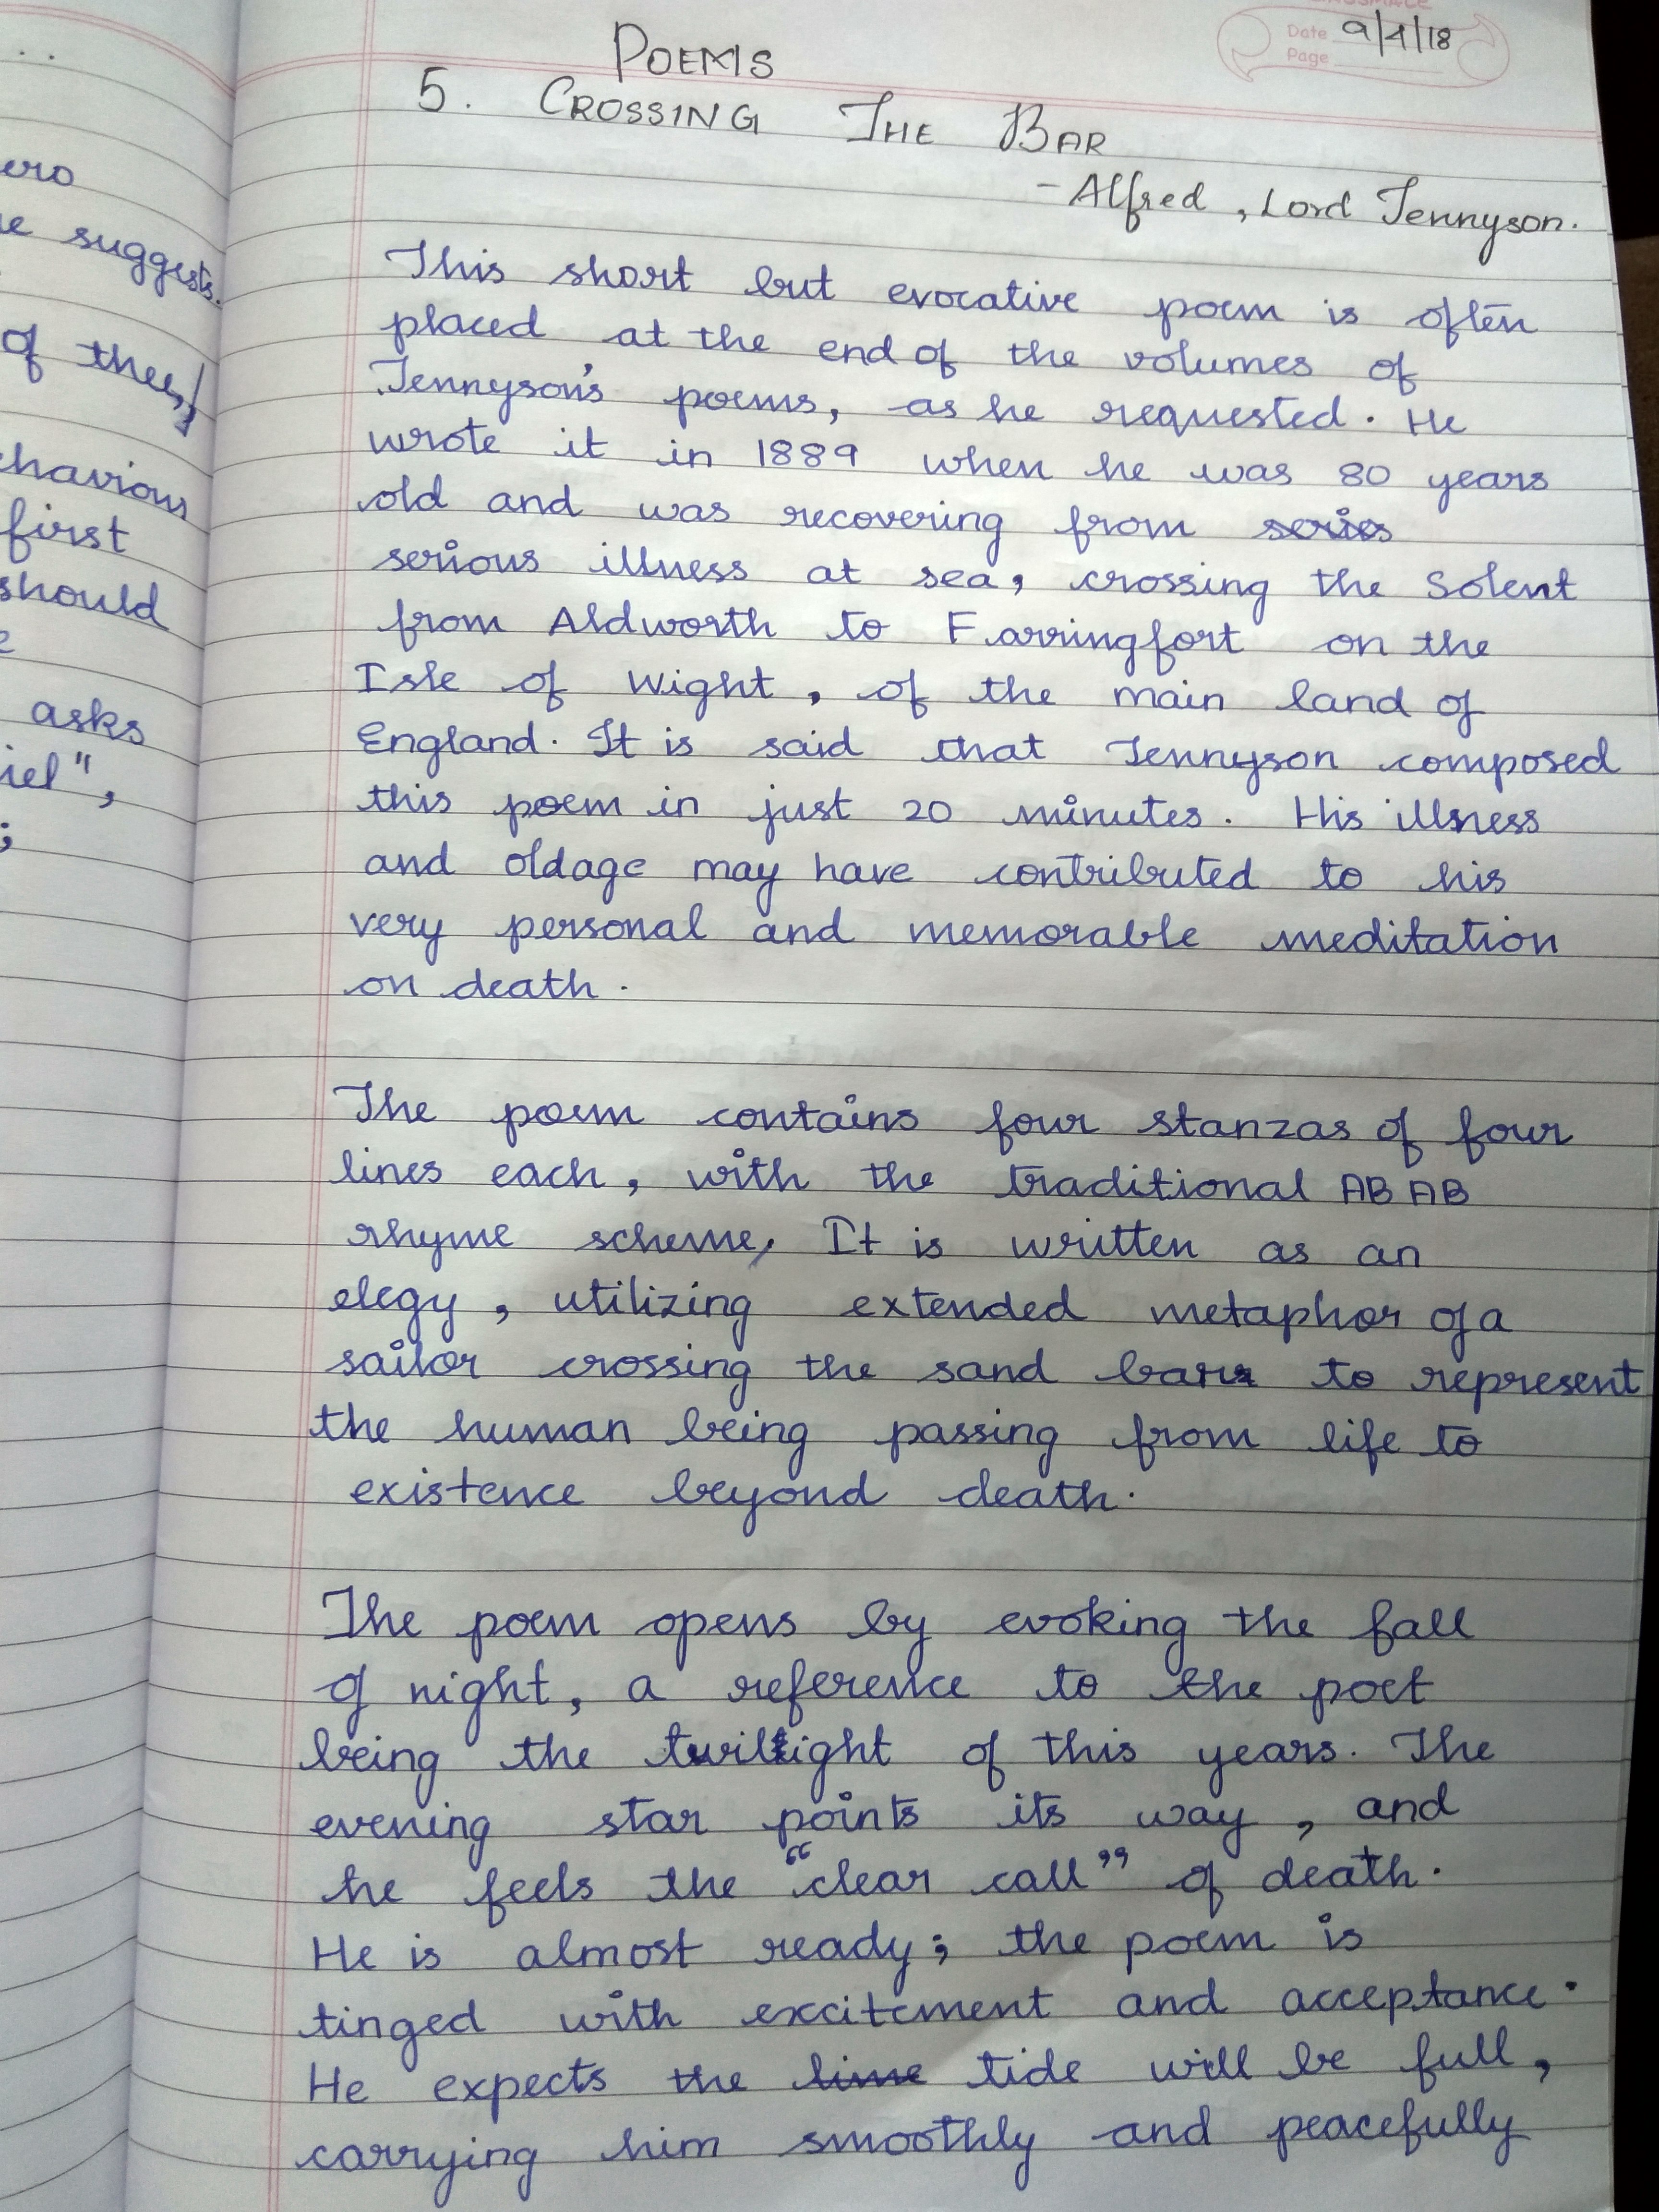 ero
e suggests.
of thee,/
haviour
first
should
e
asks
iel",
;
Date 9/4/18
Page
POEMS
5. CROSSING THE BAR
- Alfred, Lord Tennyson.
This short but evocative poem is often
placed at the end of the volumes of
Tennyson's poems, as he requested. He
wrote it in 1889 when he was 80 years
old and was recovering from series
serious illness at sea, crossing the Solent
from Aldworth to Farringfort on the
Isle of Wight, of the main land of
England. It is said that Tennyson composed
this poem in just 20 minutes. His illsness
and oldage may have contributed to his
very personal and memorable meditation
on death.
The poem contains four stanzas of four
lines each, with the traditional ABAB
rhyme scheme. It is written as an
elegy, utilizing extended metaphor of a
sailor crossing the sand bar to represent
the human being passing from life to
existence beyond death.
The poem opens by evoking the fall
of night, a reference to the poet
being the twilight of this years. The
evening star points its way, and
he feels the "clear call" of death.
He is almost ready; the poem is
tinged with excitement and acceptance.
He expects the time tide will be full,
carrying him smoothly and peacefully